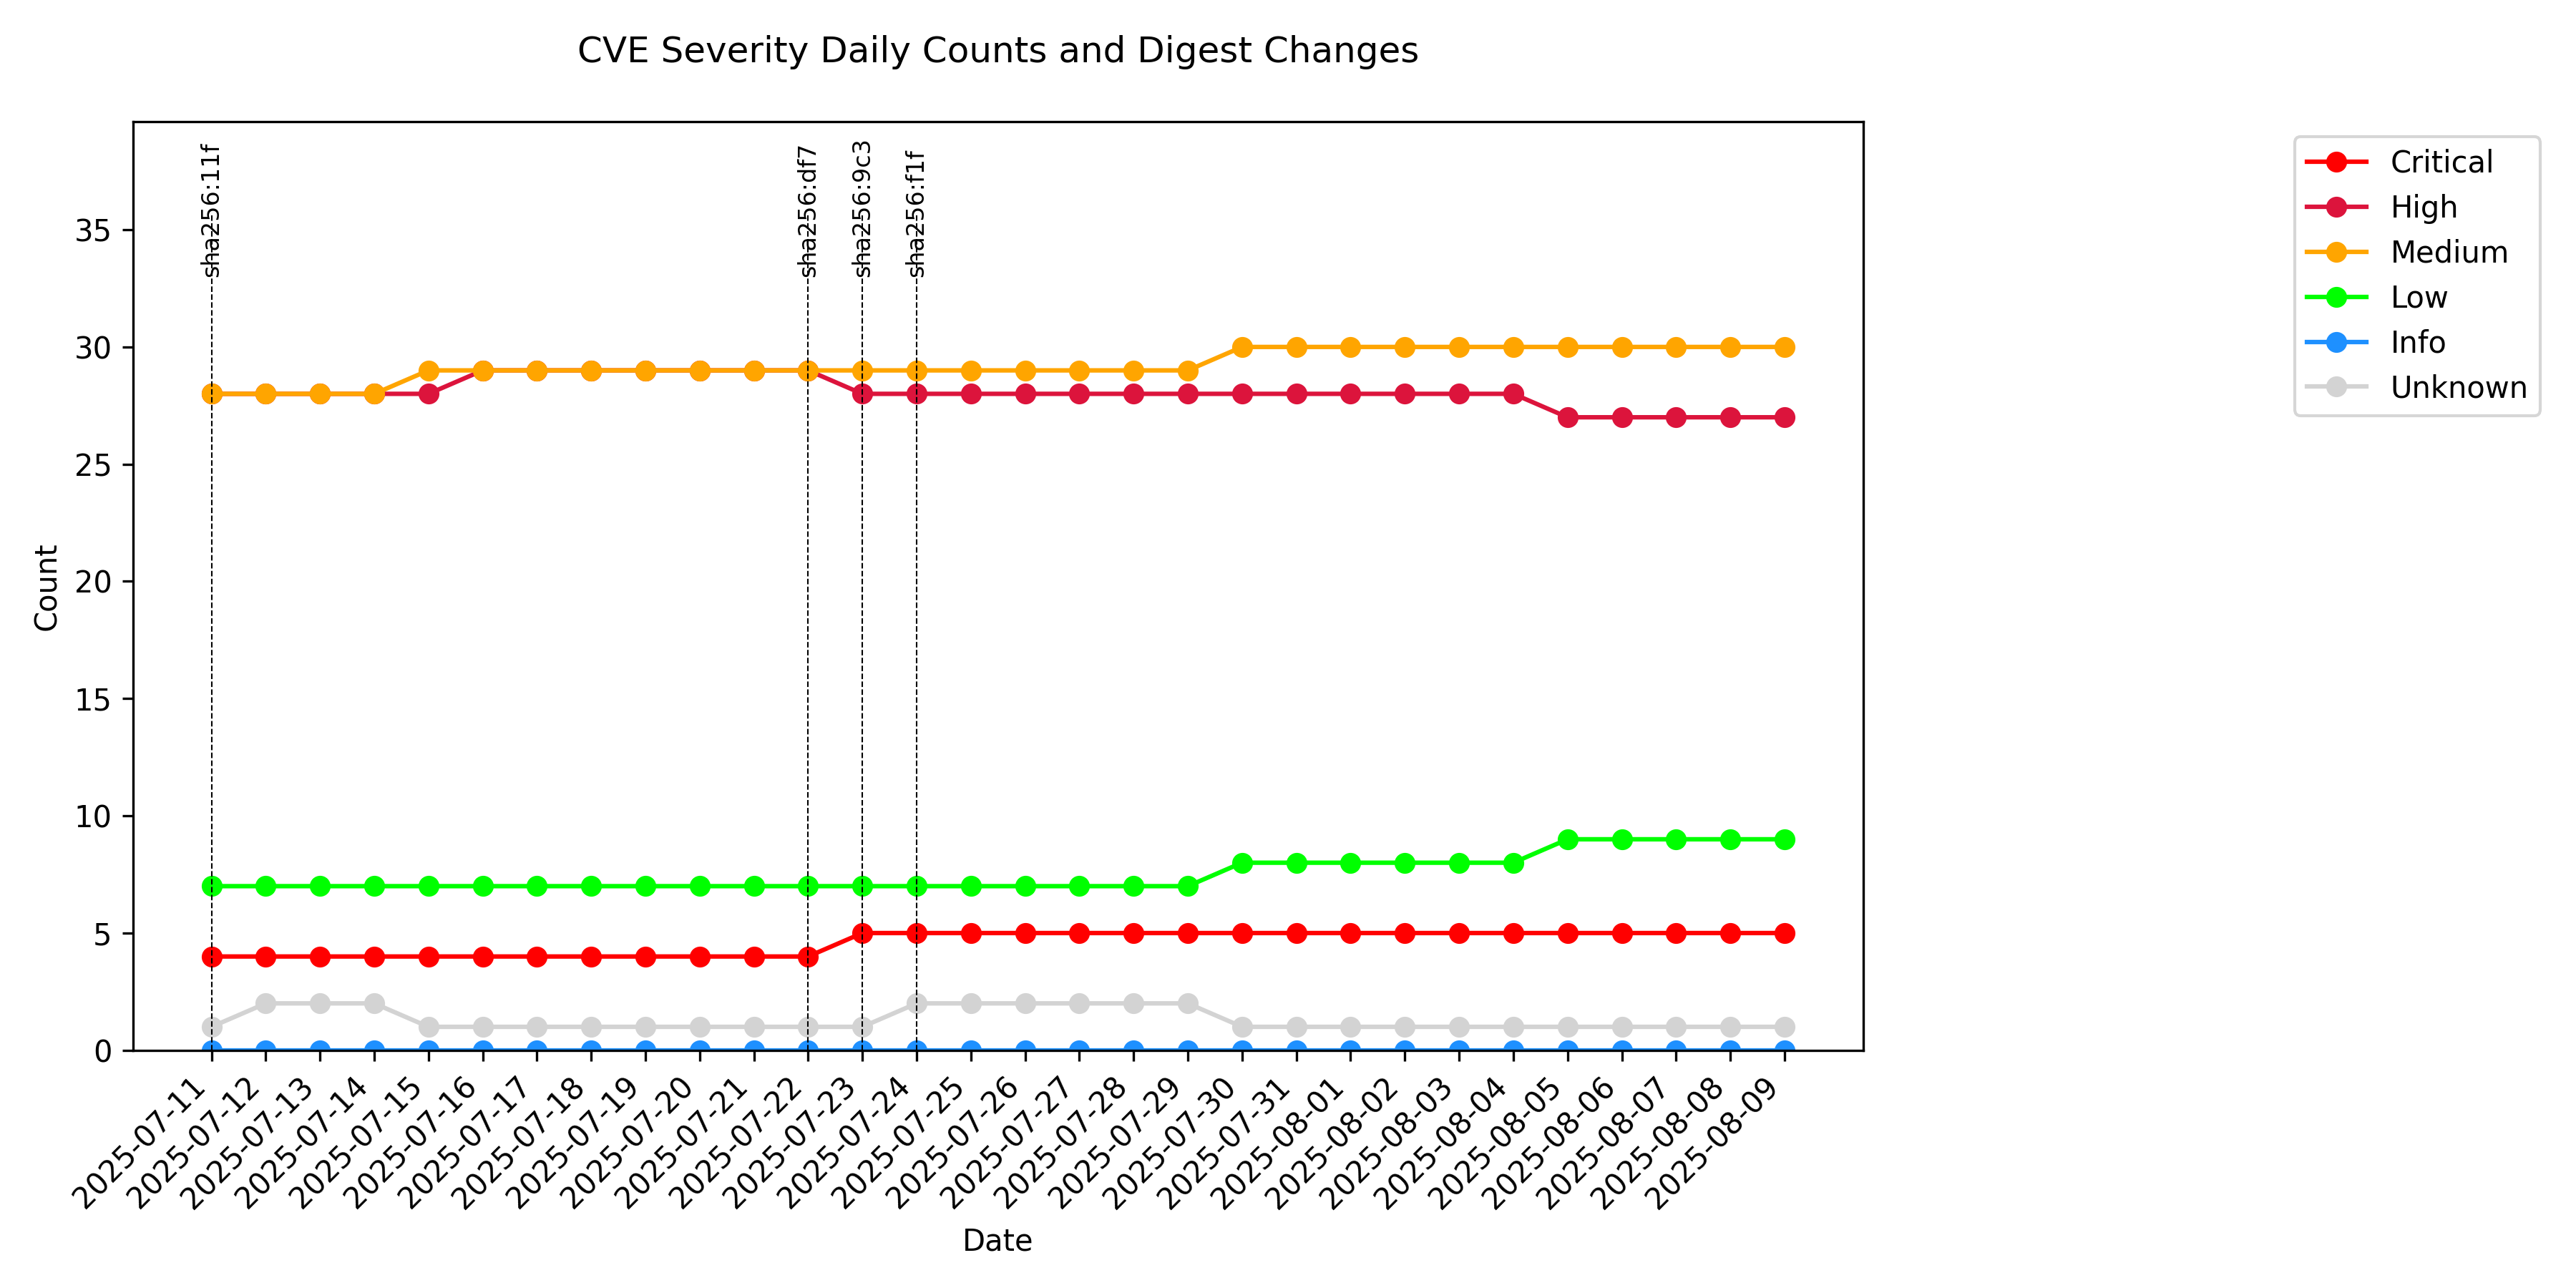 CVE Severity Daily Counts and Digest Changes
sha256:11f
sha256:df7
sha256:9c3
sha256:f1f
Critical
High
Medium
Low
Info
Unknown
35
30
25
20
15
10
5
0
Count
2025-07-11
2025-07-12
2025-07-13
2025-07-14
2025-07-15
2025-07-16
2025-07-17
2025-07-18
2025-07-19
2025-07-20
2025-07-21
2025-07-22
2025-07-23
2025-07-24
2025-07-25
2025-07-26
2025-07-27
2025-07-28
2025-07-29
2025-07-30
2025-07-31
2025-08-01
2025-08-02
2025-08-03
2025-08-04
2025-08-05
2025-08-06
2025-08-07
2025-08-08
2025-08-09
Date